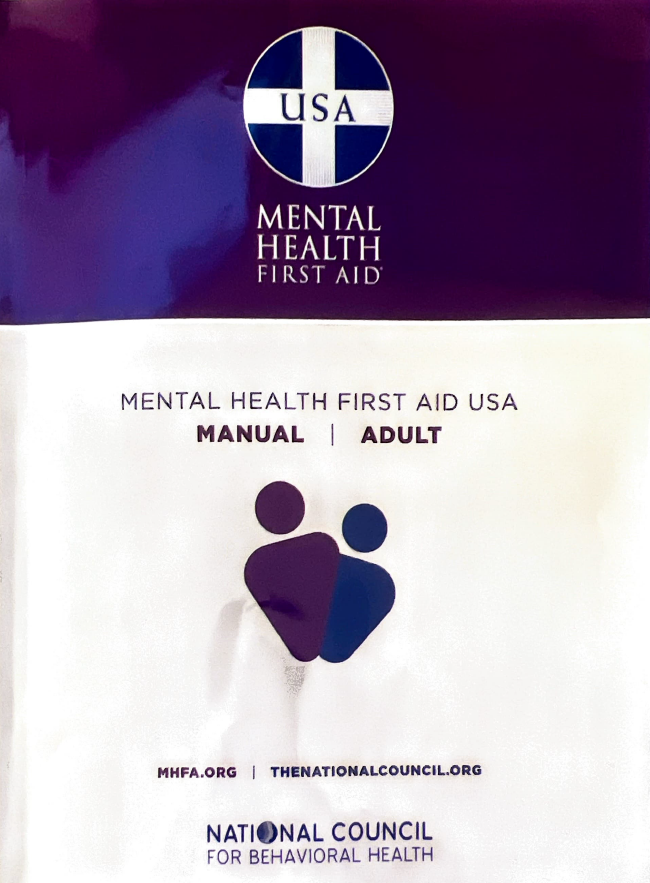 USA
MENTAL
HEALTH
FIRST AID®
MENTAL HEALTH FIRST AID USA
MANUAL | ADULT
MHFA.ORG | THENATIONALCOUNCIL.ORG
NATIONAL COUNCIL
FOR BEHAVIORAL HEALTH